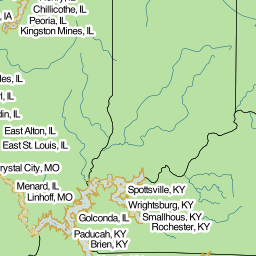 Chillicothe, IL
, IA
Peoria, IL
Kingston Mines, IL
les, IL
rl, IL
din, IL
East Alton, IL
East St. Louis, IL
rystal City, MO
Menard, IL
Linhoff, MO
Spottsville, KY
Wrightsburg, KY
Golconda, IL
Smallhous, KY
Rochester, KY
Paducah, KY
Brien, KY